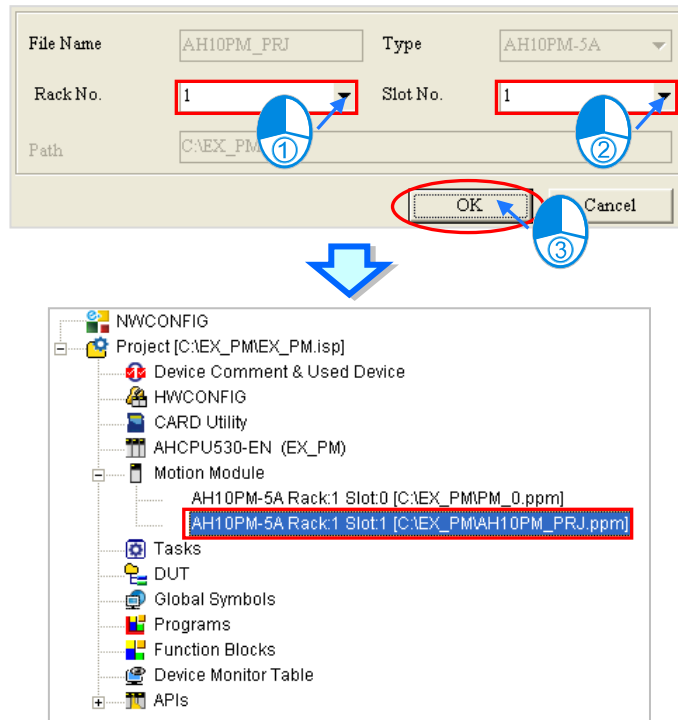 File Name AH10PM_PRJ Type AH10PM-5A
Rack No. 1 Slot No. 1
① ②
Path C:\EX_PM
OK Cancel
③
NWCONFIG
Project [C:\EX_PM\EX_PM.isp]
Device Comment & Used Device
HWCONFIG
CARD Utility
AHCPU530-EN (EX_PM)
Motion Module
AH10PM-5A Rack:1 Slot:0 [C:\EX_PM\PM_0.ppm]
AH10PM-5A Rack:1 Slot:1 [C:\EX_PM\AH10PM_PRJ.ppm]
Tasks
DUT
Global Symbols
Programs
Function Blocks
Device Monitor Table
APIs